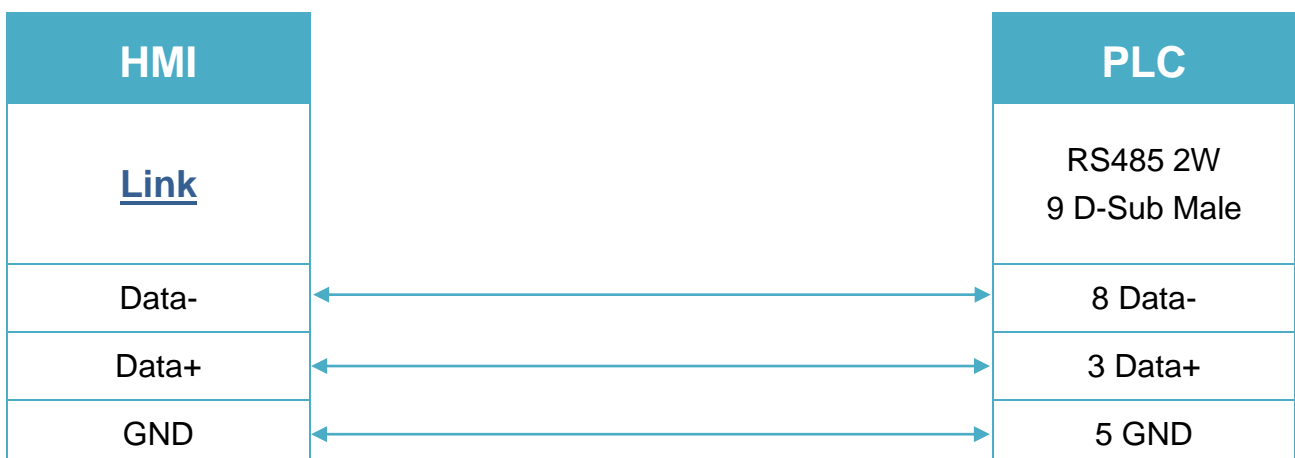 HMI
PLC
Link
RS485 2W
9 D-Sub Male
Data-
8 Data-
Data+
3 Data+
GND
5 GND